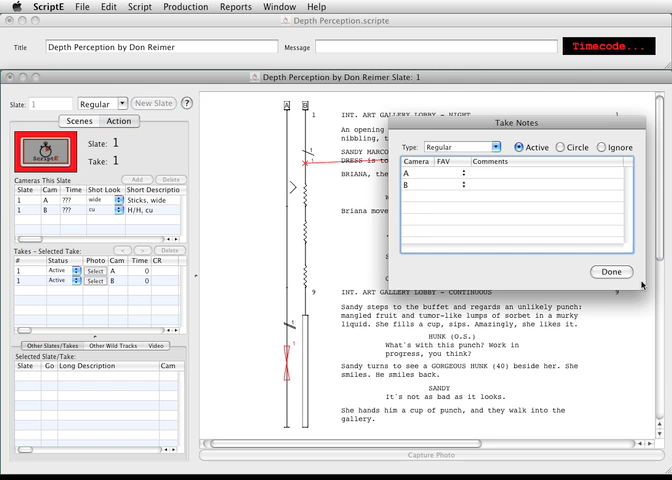 ScriptE File Edit Script Production Reports Window Help
Depth Perception.scripte
Title Depth Perception by Don Reimer Message Timecode...
Depth Perception by Don Reimer Slate: 1
Slate: 1 Regular New Slate ?
Scenes Action
ScriptE
Slate: 1
Take: 1
Add Delete
Cameras This Slate
Slate Cam Time Shot Look Short Descriptio
1 A ??? wide Sticks, wide
1 B ??? cu H/H, cu
Takes - Selected Take: < > Delete
# Status Photo Cam Time CR
1 Active Select A 0
1 Active Select B 0
Other Slates/Takes Other Wild Tracks Video
Selected Slate/Take:
Slate Go Long Description Cam
A B
1 INT. ART GALLERY LOBBY - NIGHT 1
An opening
nibbling, t
SANDY MARCO
DRESS is to
BRIANA, the
Briana move
1
1
1
1
Take Notes
Type: Regular Active Circle Ignore
Camera FAV Comments
A
B
Done
9 INT. ART GALLERY LOBBY - CONTINUOUS 9
Sandy steps to the buffet and regards an unlikely punch:
mangled fruit and tumor-like lumps of sorbet in a murky
liquid. She fills a cup, sips. Amazingly, she likes it.
HUNK (O.S.)
What's with this punch? Work in
progress, you think?
Sandy turns to see a GORGEOUS HUNK (40) beside her. She
smiles. He smiles back.
SANDY
It's not as bad as it looks.
She hands him a cup of punch, and they walk into the
gallery.
Capture Photo